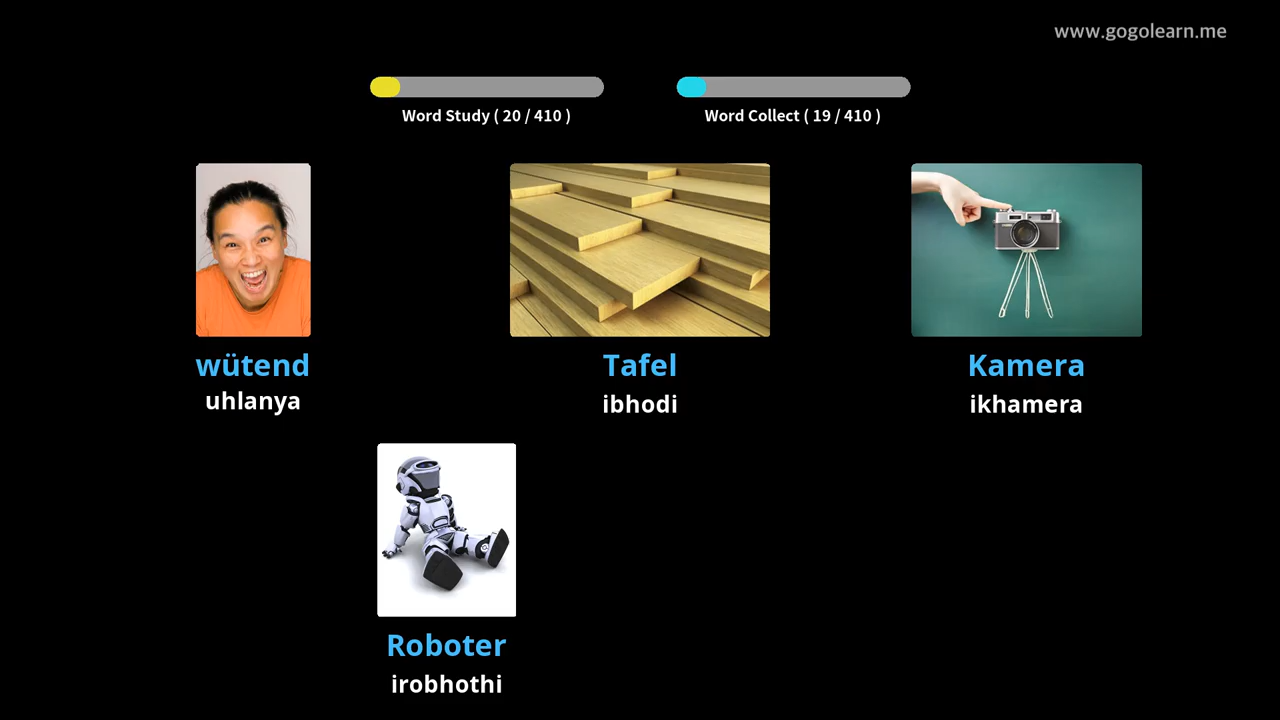 www.gogolearn.me
Word Study ( 20 / 410 )
Word Collect ( 19 / 410 )
wütend
uhlanya
Tafel
ibhodi
Kamera
ikhamera
Roboter
irobhothi